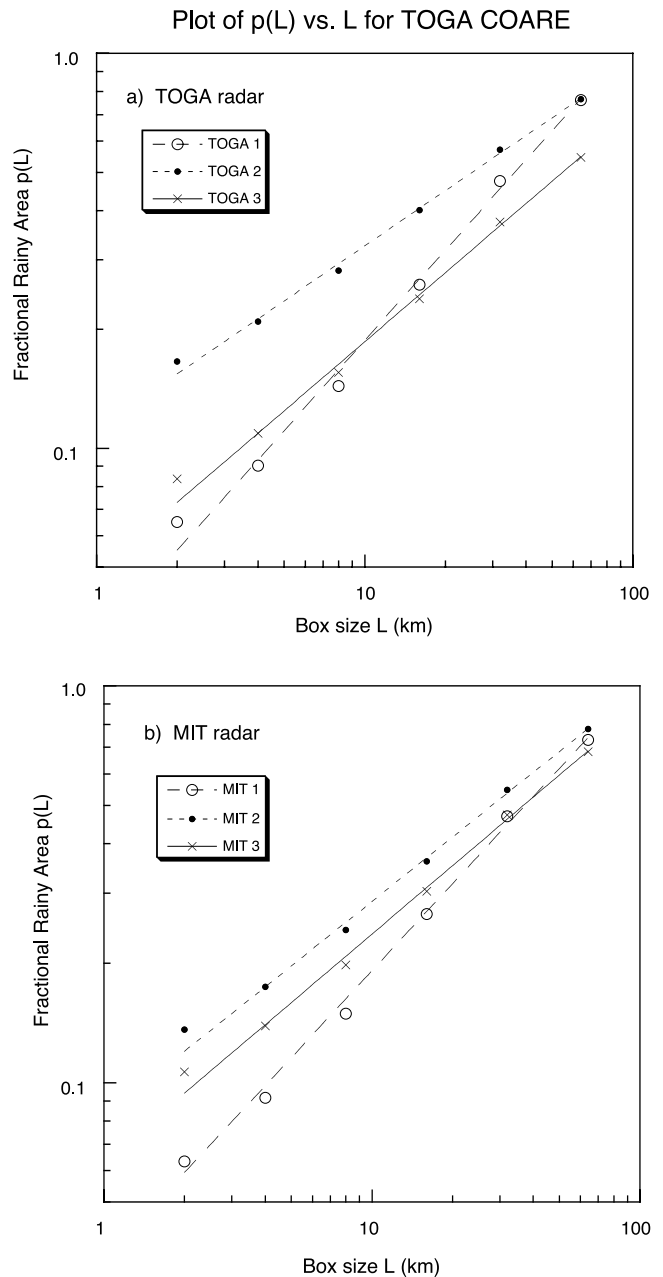 Plot of p(L) vs. L for TOGA COARE
1.0
a) TOGA radar
TOGA 1
TOGA 2
TOGA 3
Fractional Rainy Area p(L)
0.1
1
10
100
Box size L (km)
1.0
b) MIT radar
MIT 1
MIT 2
MIT 3
Fractional Rainy Area p(L)
0.1
1
10
100
Box size L (km)